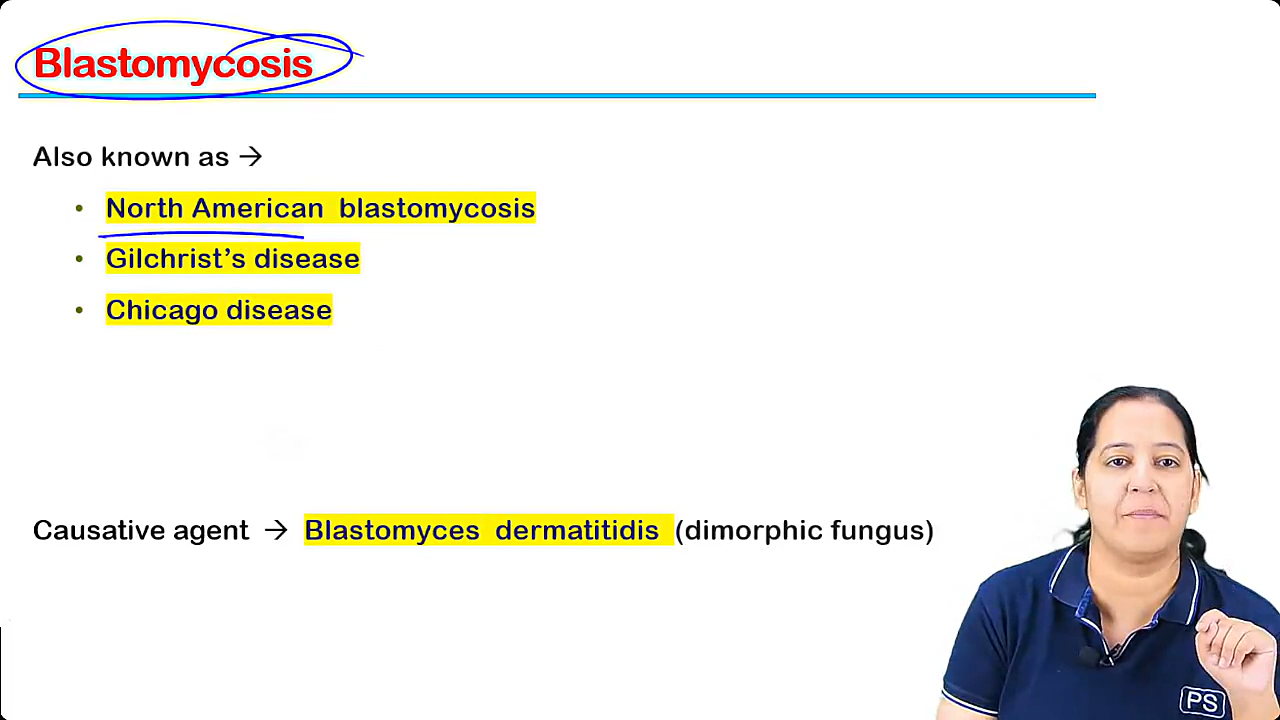 Blastomycosis
Also known as →
• North American blastomycosis
• Gilchrist’s disease
• Chicago disease
Causative agent → Blastomyces dermatitidis (dimorphic fungus)
PS